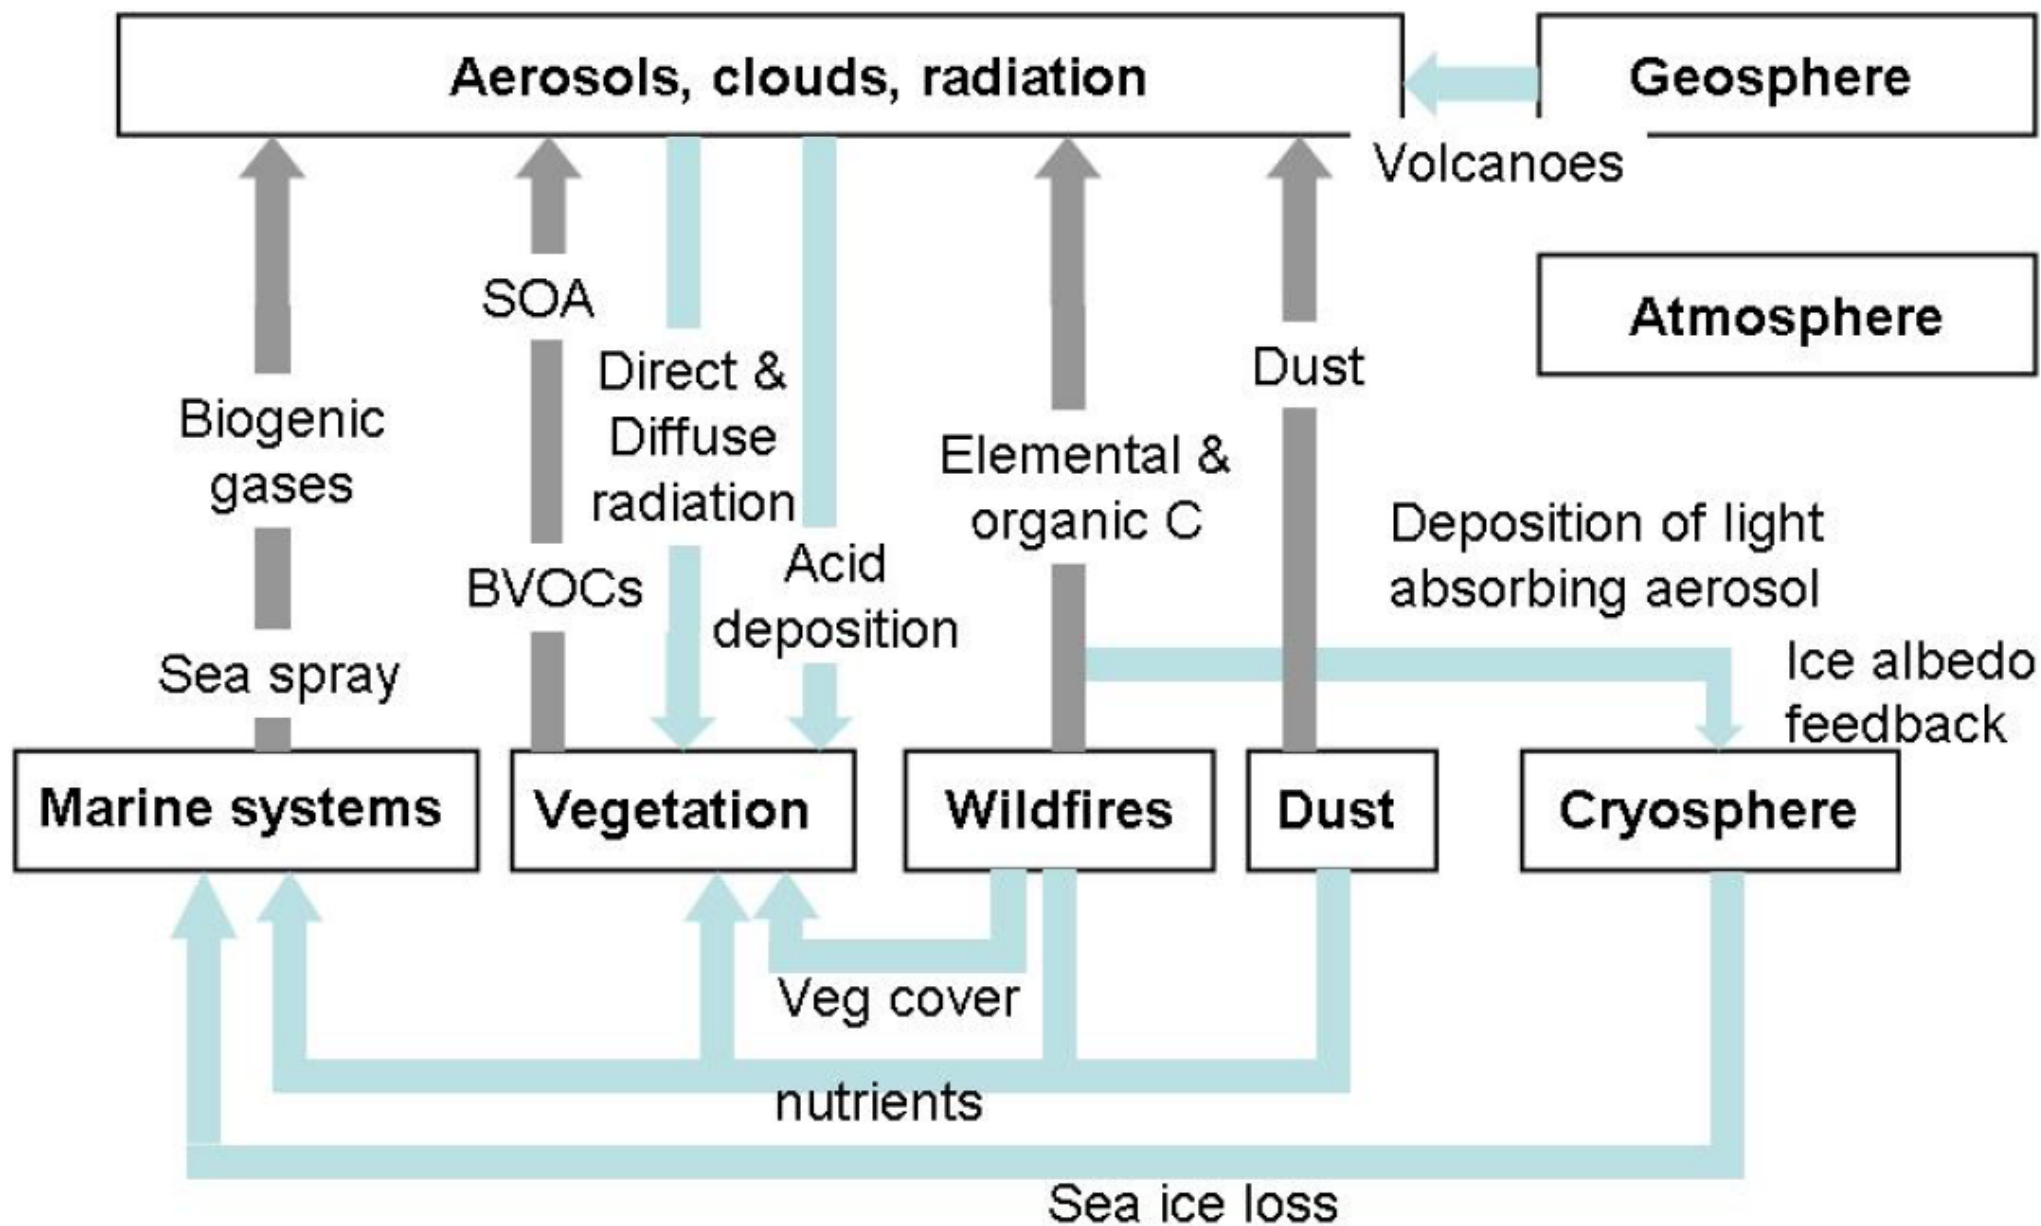 Aerosols, clouds, radiation
Geosphere
Volcanoes
Atmosphere
Biogenic
gases
Sea spray
SOA
BVOCs
Direct &
Diffuse
radiation
Acid
deposition
Elemental &
organic C
Dust
Deposition of light
absorbing aerosol
Ice albedo
feedback
Marine systems
Vegetation
Wildfires
Dust
Cryosphere
Veg cover
nutrients
Sea ice loss